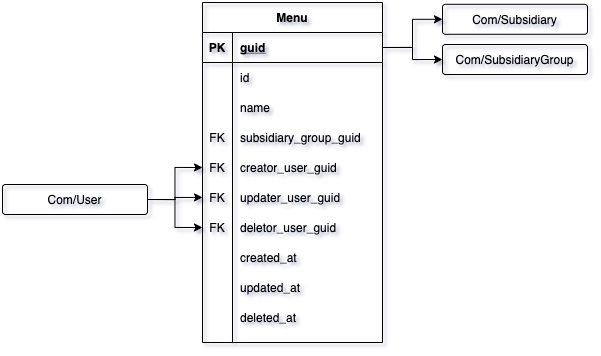 Menu
PK guid
id
name
FK subsidiary_group_guid
FK creator_user_guid
FK updater_user_guid
FK deletor_user_guid
created_at
updated_at
deleted_at
Com/User
Com/Subsidiary
Com/SubsidiaryGroup